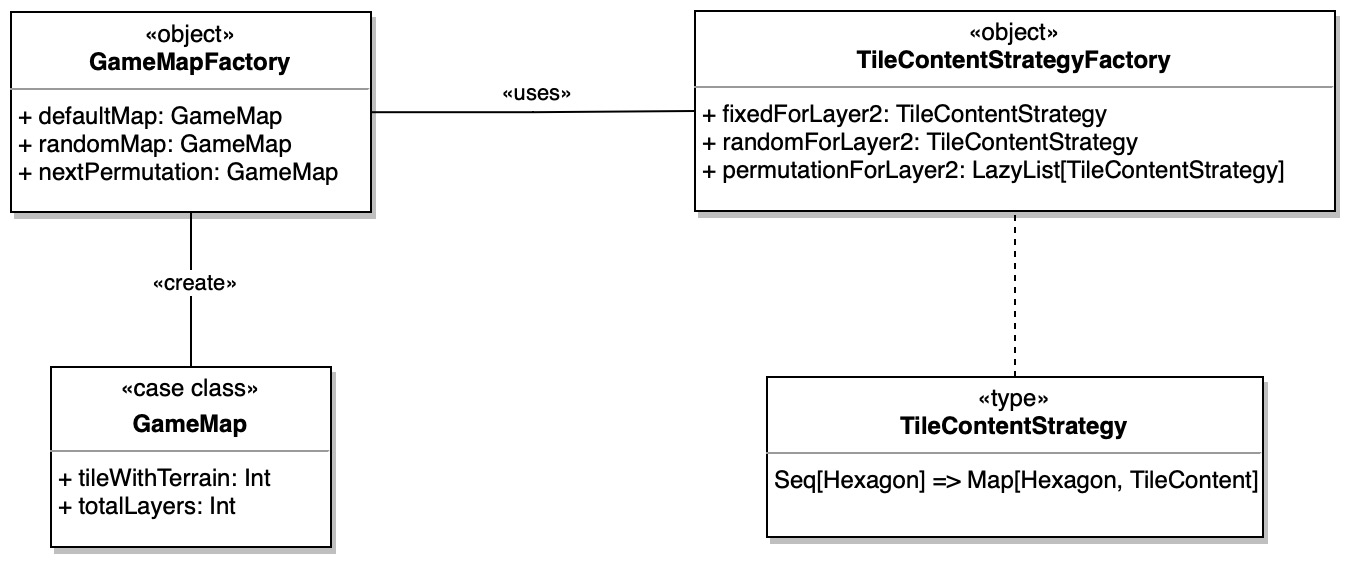 «object»
GameMapFactory
+ defaultMap: GameMap
+ randomMap: GameMap
+ nextPermutation: GameMap
«uses»
«object»
TileContentStrategyFactory
+ fixedForLayer2: TileContentStrategy
+ randomForLayer2: TileContentStrategy
+ permutationForLayer2: LazyList[TileContentStrategy]
«create»
«case class»
GameMap
+ tileWithTerrain: Int
+ totalLayers: Int
«type»
TileContentStrategy
Seq[Hexagon] => Map[Hexagon, TileContent]